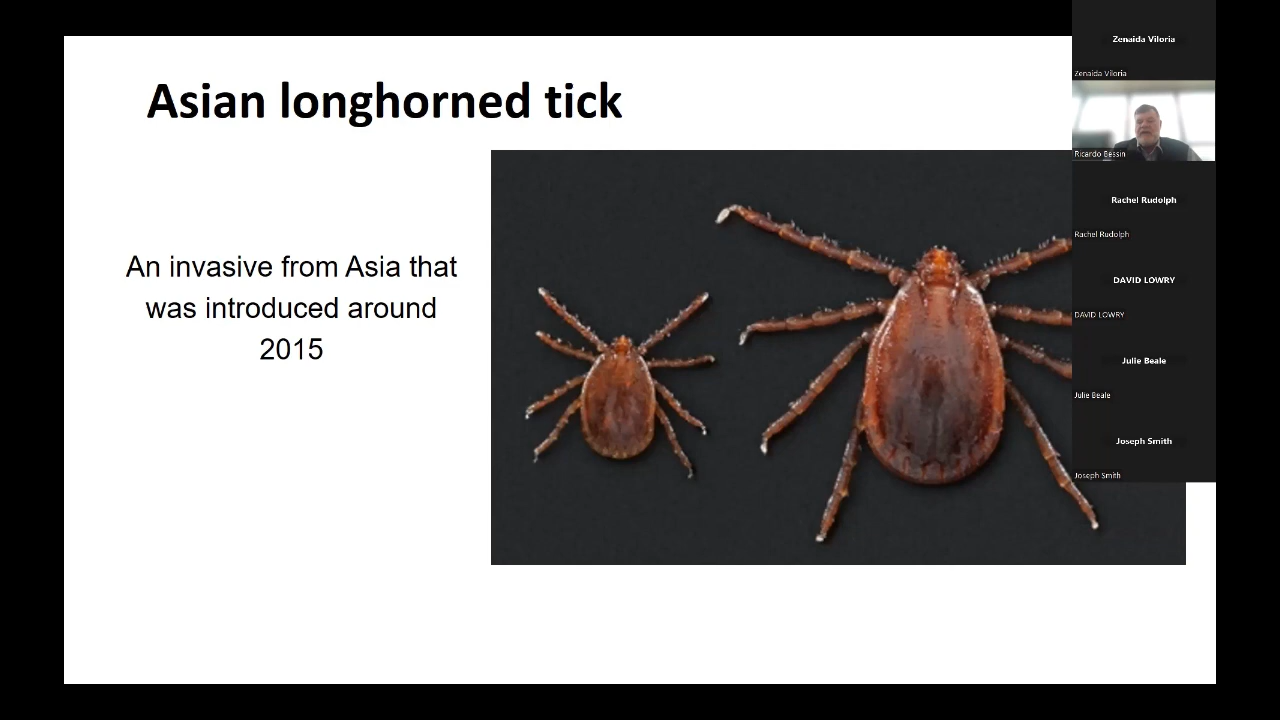 Asian longhorned tick
An invasive from Asia that
was introduced around
2015
Zenaida Viloria
Zenaida Viloria
Ricardo Bessin
Rachel Rudolph
Rachel Rudolph
DAVID LOWRY
DAVID LOWRY
Julie Beale
Julie Beale
Joseph Smith
Joseph Smith